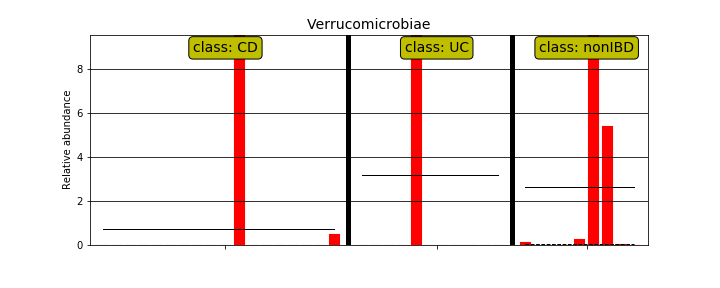 Verrucomicrobiae
class: CD
class: UC
class: nonIBD
Relative abundance
8
6
4
2
0